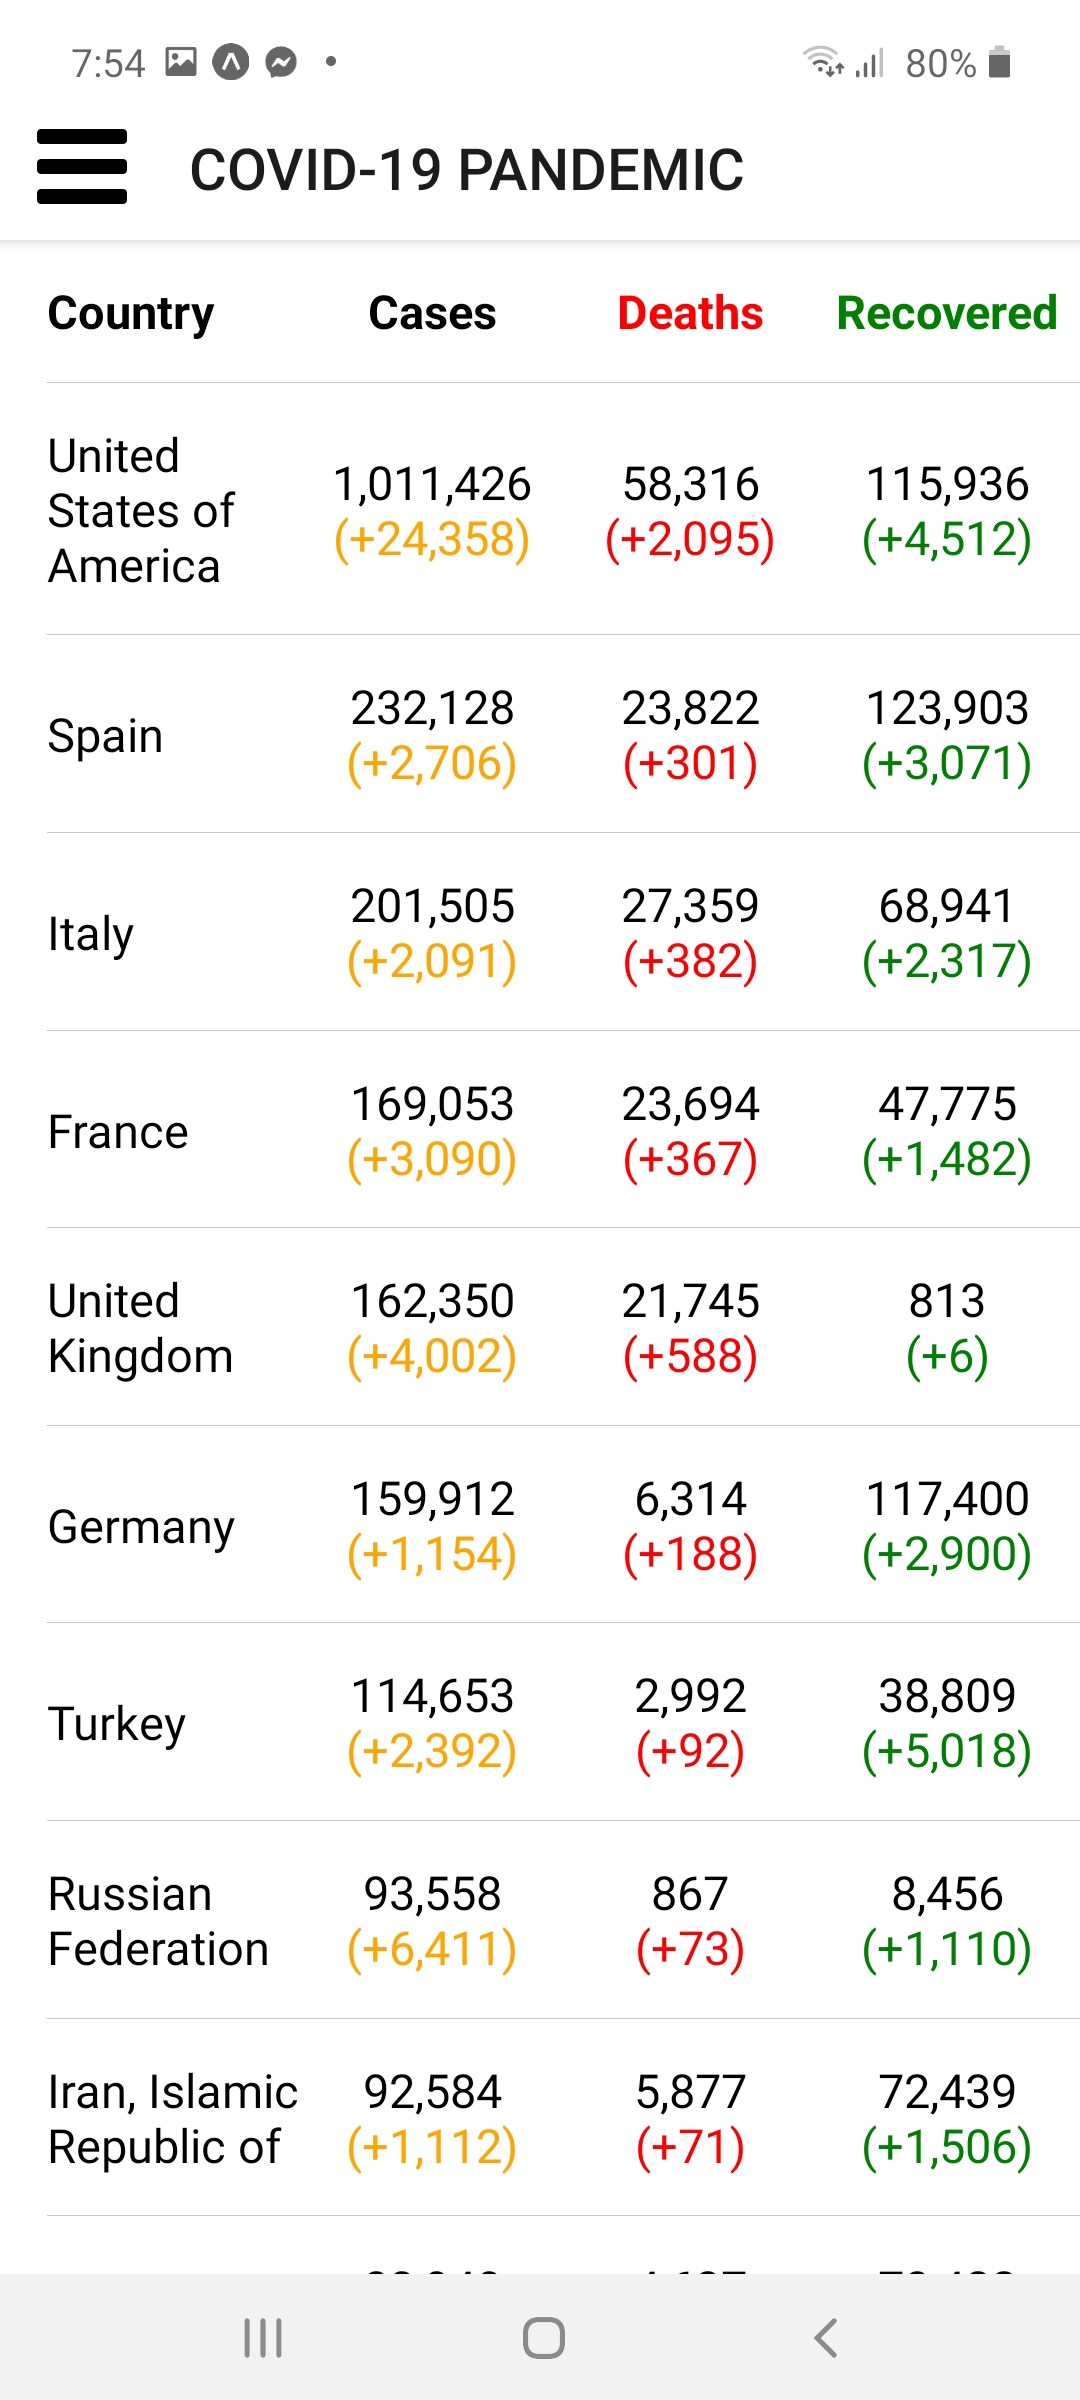 7:54 80%
COVID-19 PANDEMIC
Country Cases Deaths Recovered
United
States of
America
1,011,426 58,316 115,936
(+24,358) (+2,095) (+4,512)
Spain
232,128 23,822 123,903
(+2,706) (+301) (+3,071)
Italy
201,505 27,359 68,941
(+2,091) (+382) (+2,317)
France
169,053 23,694 47,775
(+3,090) (+367) (+1,482)
United 162,350 21,745 813
Kingdom (+4,002) (+588) (+6)
Germany
159,912 6,314 117,400
(+1,154) (+188) (+2,900)
Turkey
114,653 2,992 38,809
(+2,392) (+92) (+5,018)
Russian 93,558 867 8,456
Federation (+6,411) (+73) (+1,110)
Iran, Islamic 92,584 5,877 72,439
Republic of (+1,112) (+71) (+1,506)